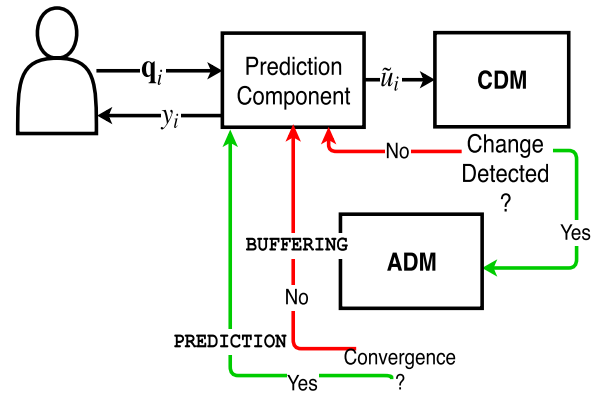 q_i
Prediction
Component
ũ_i
CDM
y_i
No
Change
Detected
?
Yes
BUFFERING
ADM
No
PREDICTION
Convergence
?
Yes